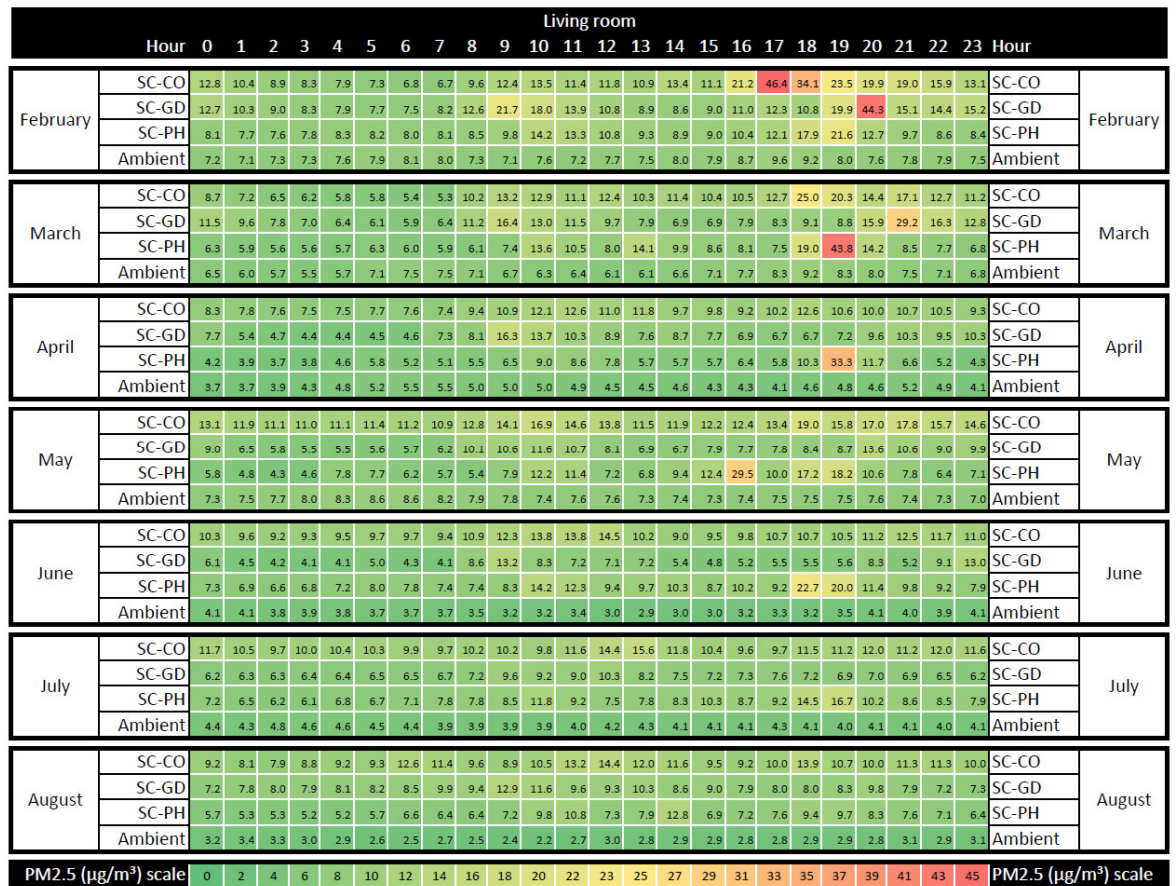 Living room
Hour 0 1 2 3 4 5 6 7 8 9 10 11 12 13 14 15 16 17 18 19 20 21 22 23 Hour
SC-CO 12.8 10.4 8.9 8.3 7.9 7.3 6.8 6.7 9.6 12.4 13.5 11.4 11.8 10.9 13.4 11.1 21.2 46.4 34.1 23.5 19.9 19.0 15.9 13.1 SC-CO
February SC-GD 12.7 10.3 9.0 8.3 7.9 7.7 7.5 8.2 12.6 21.7 18.0 13.9 10.8 8.9 8.6 9.0 11.0 12.3 10.8 19.9 44.3 15.1 14.4 15.2 SC-GD February
SC-PH 8.1 7.7 7.6 7.8 8.3 8.2 8.0 8.1 8.5 9.8 14.2 13.3 10.8 9.3 8.9 9.0 10.4 12.1 17.9 21.6 12.7 9.7 8.6 8.4 SC-PH
Ambient 7.2 7.1 7.3 7.3 7.6 7.9 8.1 8.0 7.3 7.1 7.6 7.2 7.7 7.5 8.0 7.9 8.7 9.6 9.2 8.0 7.6 7.8 7.9 7.5 Ambient
SC-CO 8.7 7.2 6.5 6.2 5.8 5.8 5.4 5.3 10.2 13.2 12.9 11.1 12.4 10.3 11.4 10.4 10.5 12.7 25.0 20.3 14.4 17.1 12.7 11.2 SC-CO
March SC-GD 11.5 9.6 7.8 7.0 6.4 6.1 5.9 6.4 11.2 16.4 13.0 11.5 9.7 7.9 6.9 6.9 7.9 8.3 9.1 8.8 15.9 29.2 16.3 12.8 SC-GD March
SC-PH 6.3 5.9 5.6 5.6 5.7 6.3 6.0 5.9 6.1 7.4 13.6 10.5 8.0 14.1 9.9 8.6 8.1 7.5 19.0 43.8 14.2 8.5 7.7 6.8 SC-PH
Ambient 6.5 6.0 5.7 5.5 5.7 7.1 7.5 7.5 7.1 6.7 6.3 6.4 6.1 6.1 6.6 7.1 7.7 8.3 9.2 8.3 8.0 7.5 7.1 6.8 Ambient
SC-CO 8.3 7.8 7.6 7.5 7.5 7.7 7.6 7.4 9.4 10.9 12.1 12.6 11.0 11.8 9.7 9.8 9.2 10.2 12.6 10.6 10.0 10.7 10.5 9.3 SC-CO
April SC-GD 7.7 5.4 4.7 4.4 4.4 4.5 4.6 7.3 8.1 16.3 13.7 10.3 8.9 7.6 8.7 7.7 6.9 6.7 6.7 7.2 9.6 10.3 9.5 10.3 SC-GD April
SC-PH 4.2 3.9 3.7 3.8 4.6 5.8 5.2 5.1 5.5 6.5 9.0 8.6 7.8 5.7 5.7 5.7 6.4 5.8 10.3 33.3 11.7 6.6 5.2 4.3 SC-PH
Ambient 3.7 3.7 3.9 4.3 4.8 5.2 5.5 5.5 5.0 5.0 5.0 4.9 4.5 4.5 4.6 4.3 4.3 4.1 4.6 4.8 4.6 5.2 4.9 4.1 Ambient
SC-CO 13.1 11.9 11.1 11.0 11.1 11.4 11.2 10.9 12.8 14.1 16.9 14.6 13.8 11.5 11.9 12.2 12.4 13.4 19.0 15.8 17.0 17.8 15.7 14.6 SC-CO
May SC-GD 9.0 6.5 5.8 5.5 5.5 5.6 5.7 6.2 10.1 10.6 11.6 10.7 8.1 6.9 6.7 7.9 7.7 7.8 8.4 8.7 13.6 10.6 9.0 9.9 SC-GD May
SC-PH 5.8 4.8 4.3 4.6 7.8 7.7 6.2 5.7 5.4 7.9 12.2 11.4 7.2 6.8 9.4 12.4 29.5 10.0 17.2 18.2 10.6 7.8 6.4 7.1 SC-PH
Ambient 7.3 7.5 7.7 8.0 8.3 8.6 8.6 8.2 7.9 7.8 7.4 7.6 7.6 7.3 7.4 7.3 7.4 7.5 7.5 7.5 7.6 7.4 7.3 7.0 Ambient
SC-CO 10.3 9.6 9.2 9.3 9.5 9.7 9.7 9.4 10.9 12.3 13.8 13.8 14.5 10.2 9.0 9.5 9.8 10.7 10.7 10.5 11.2 12.5 11.7 11.0 SC-CO
June SC-GD 6.1 4.5 4.2 4.1 4.1 5.0 4.3 4.1 8.6 13.2 8.3 7.2 7.1 7.2 5.4 4.8 5.2 5.5 5.5 5.6 8.3 5.2 9.1 13.0 SC-GD June
SC-PH 7.3 6.9 6.6 6.8 7.2 8.0 7.8 7.4 7.4 8.3 14.2 12.3 9.4 9.7 10.3 8.7 10.2 9.2 22.7 20.0 11.4 9.8 9.2 7.9 SC-PH
Ambient 4.1 4.1 3.8 3.9 3.8 3.7 3.7 3.7 3.5 3.2 3.2 3.4 3.0 2.9 3.0 3.0 3.2 3.3 3.2 3.5 4.1 4.0 3.9 4.1 Ambient
SC-CO 11.7 10.5 9.7 10.0 10.4 10.3 9.9 9.7 10.2 10.2 9.8 11.6 14.4 15.6 11.8 10.4 9.6 9.7 11.5 11.2 12.0 11.2 12.0 11.6 SC-CO
July SC-GD 6.2 6.3 6.3 6.4 6.4 6.5 6.5 6.7 7.2 9.6 9.2 9.0 10.3 8.2 7.5 7.2 7.3 7.6 7.2 6.9 7.0 6.9 6.5 6.2 SC-GD July
SC-PH 7.2 6.5 6.2 6.1 6.8 6.7 7.1 7.8 7.8 8.5 11.8 9.2 7.5 7.8 8.3 10.3 8.7 9.2 14.5 16.7 10.2 8.6 8.5 7.9 SC-PH
Ambient 4.4 4.3 4.8 4.6 4.6 4.5 4.4 3.9 3.9 3.9 3.9 4.0 4.2 4.3 4.1 4.1 4.1 4.3 4.1 4.0 4.1 4.1 4.0 4.1 Ambient
SC-CO 9.2 8.1 7.9 8.8 9.2 9.3 12.6 11.4 9.6 8.9 10.5 13.2 14.4 12.0 11.6 9.5 9.2 10.0 13.9 10.7 10.0 11.3 11.3 10.0 SC-CO
August SC-GD 7.2 7.8 8.0 7.9 8.1 8.2 8.5 9.9 9.4 12.9 11.6 9.6 9.3 10.3 8.6 9.0 7.9 8.0 8.0 8.3 9.8 7.9 7.2 7.3 SC-GD August
SC-PH 5.7 5.3 5.3 5.2 5.2 5.7 6.6 6.4 6.4 7.2 9.8 10.8 7.3 7.9 12.8 6.9 7.2 7.6 9.4 9.7 8.3 7.6 7.1 6.4 SC-PH
Ambient 3.2 3.4 3.3 3.0 2.9 2.6 2.5 2.7 2.5 2.4 2.2 2.7 3.0 2.8 2.9 2.9 2.8 2.8 2.9 2.9 2.8 3.1 2.9 3.1 Ambient
PM2.5 (µg/m³) scale 0 2 4 6 8 10 12 14 16 18 20 22 23 25 27 29 31 33 35 37 39 41 43 45 PM2.5 (µg/m³) scale